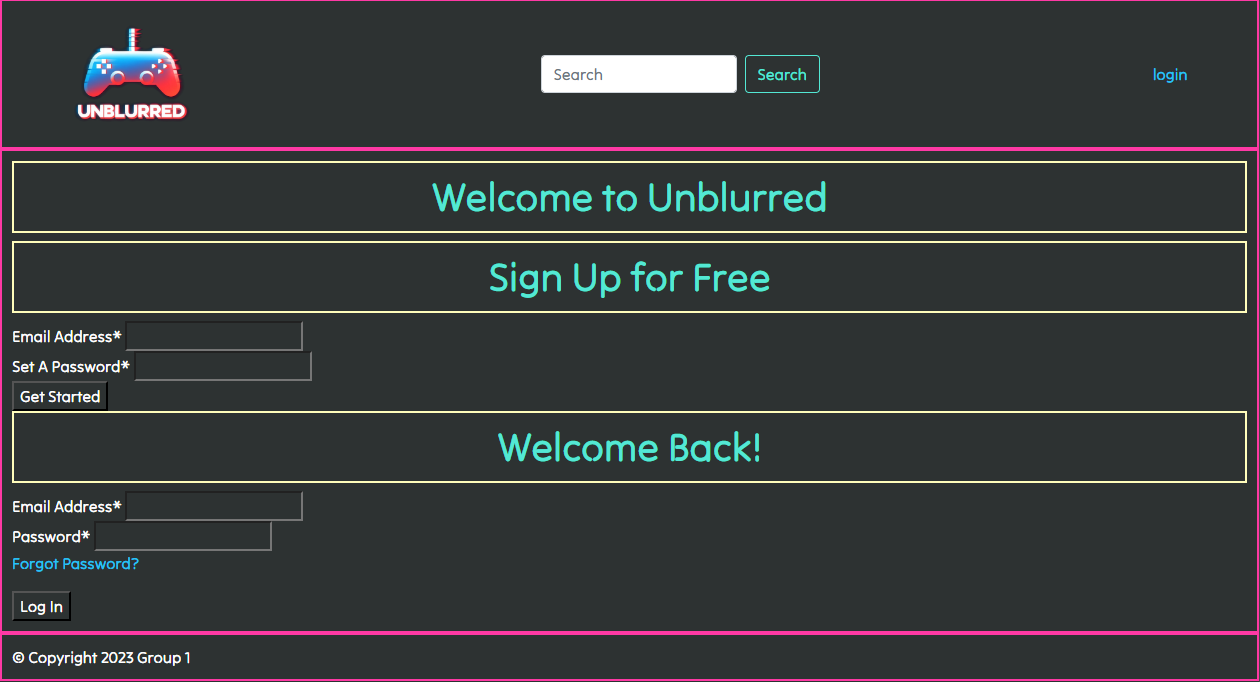 UNBLURRED
Search Search login
Welcome to Unblurred
Sign Up for Free
Email Address*
Set A Password*
Get Started
Welcome Back!
Email Address*
Password*
Forgot Password?
Log In
© Copyright 2023 Group 1